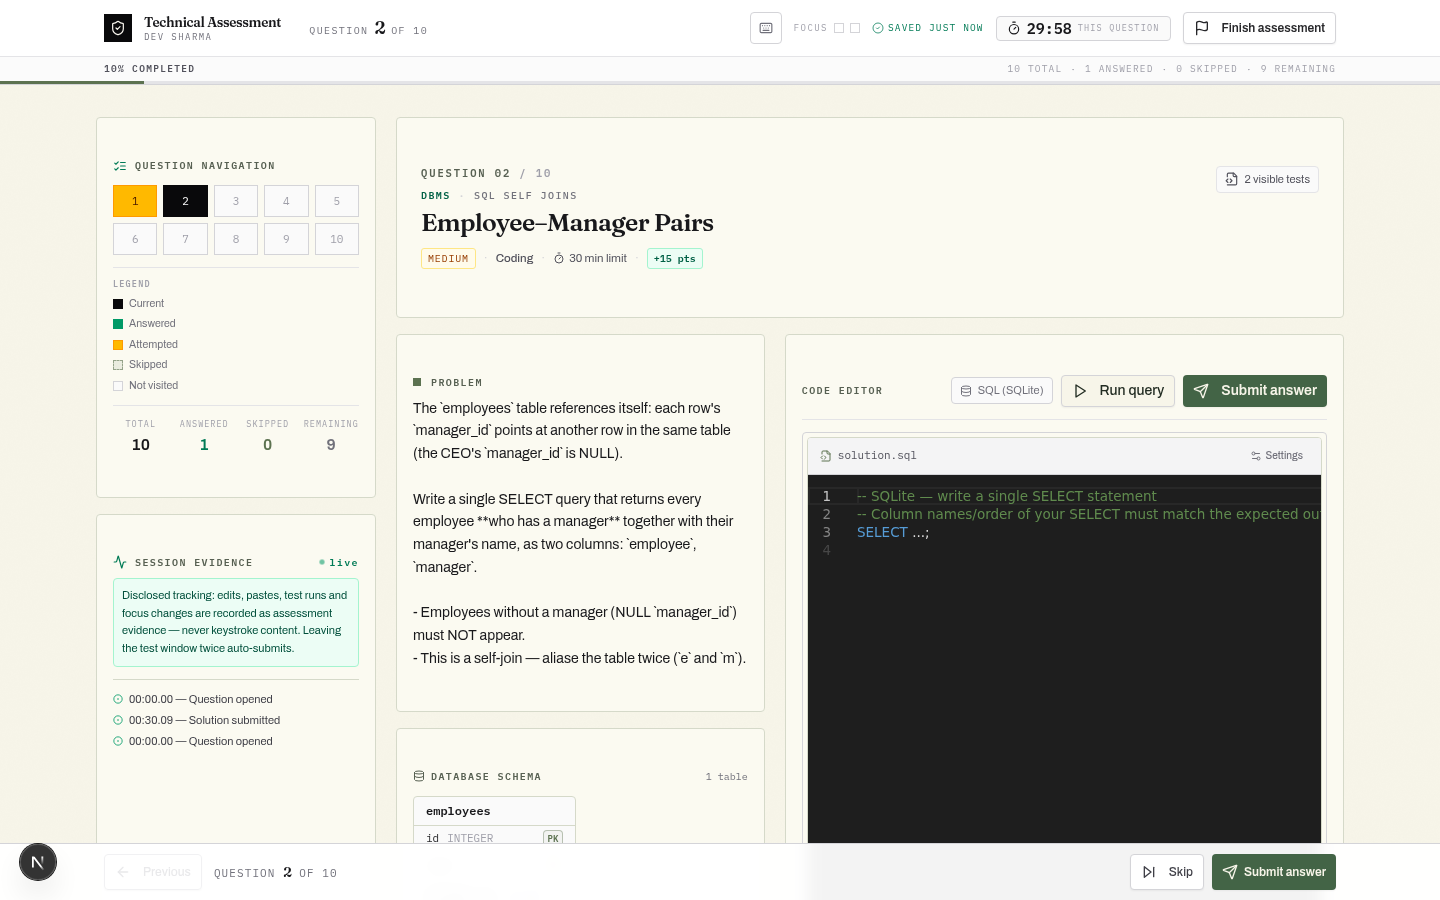 Technical Assessment
DEV SHARMA
QUESTION 2 OF 10
FOCUS
SAVED JUST NOW
29:58 THIS QUESTION
Finish assessment
10% COMPLETED
10 TOTAL · 1 ANSWERED · 0 SKIPPED · 9 REMAINING
QUESTION NAVIGATION
1 2 3 4 5
6 7 8 9 10
LEGEND
Current
Answered
Attempted
Skipped
Not visited
TOTAL ANSWERED SKIPPED REMAINING
10 1 0 9
SESSION EVIDENCE live
Disclosed tracking: edits, pastes, test runs and
focus changes are recorded as assessment
evidence — never keystroke content. Leaving
the test window twice auto-submits.
00:00.00 — Question opened
00:30.09 — Solution submitted
00:00.00 — Question opened
QUESTION 02 / 10
DBMS · SQL SELF JOINS
Employee–Manager Pairs
MEDIUM · Coding · 30 min limit · +15 pts
2 visible tests
PROBLEM
The `employees` table references itself: each row's
`manager_id` points at another row in the same table
(the CEO's `manager_id` is NULL).
Write a single SELECT query that returns every
employee **who has a manager** together with their
manager's name, as two columns: `employee`,
`manager`.
- Employees without a manager (NULL `manager_id`)
must NOT appear.
- This is a self-join — aliase the table twice (`e` and `m`).
DATABASE SCHEMA 1 table
employees
id INTEGER PK
CODE EDITOR
SQL (SQLite)
Run query
Submit answer
solution.sql
Settings
1 -- SQLite — write a single SELECT statement
2 -- Column names/order of your SELECT must match the expected out
3 SELECT ...;
4
N
Previous
QUESTION 2 OF 10
Skip
Submit answer